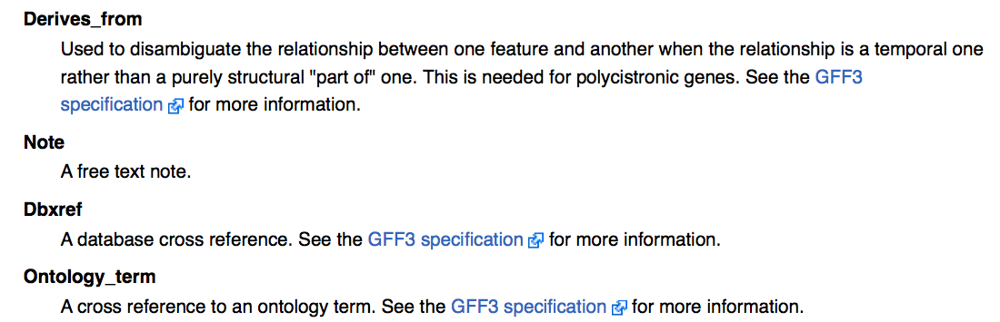 Derives_from
Used to disambiguate the relationship between one feature and another when the relationship is a temporal one
rather than a purely structural "part of" one. This is needed for polycistronic genes. See the GFF3
specification for more information.
Note
A free text note.
Dbxref
A database cross reference. See the GFF3 specification for more information.
Ontology_term
A cross reference to an ontology term. See the GFF3 specification for more information.